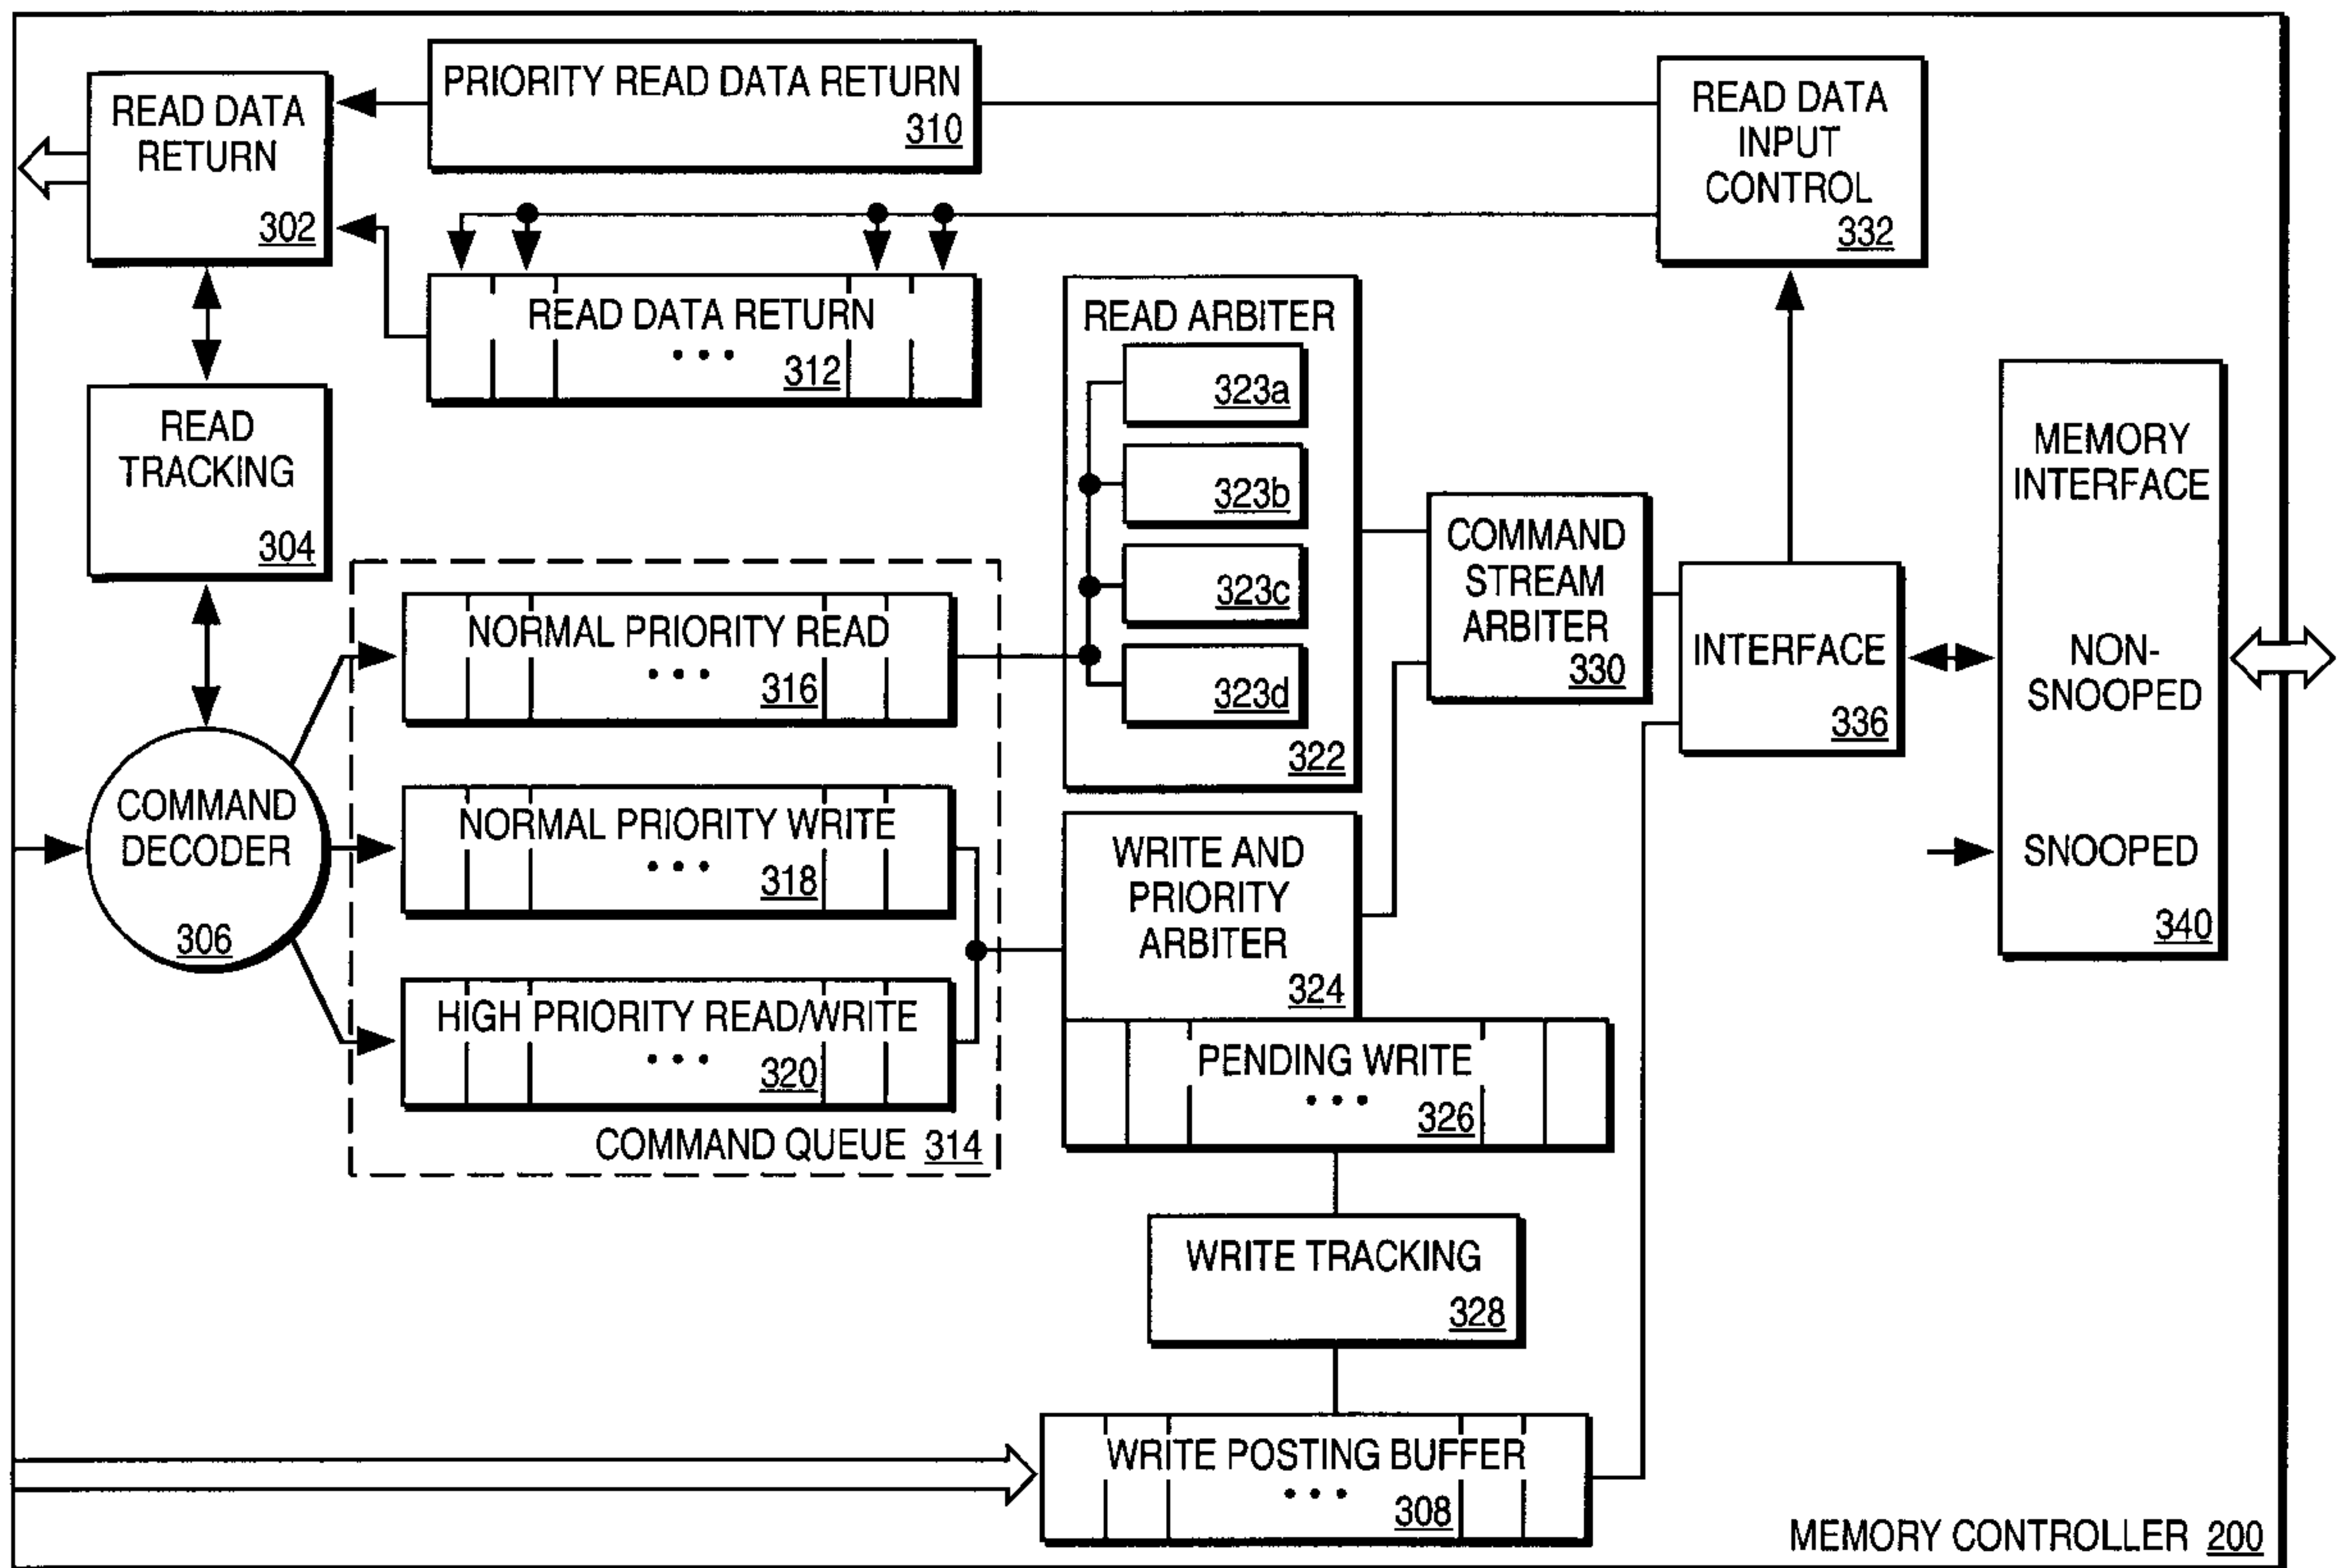 PRIORITY READ DATA RETURN
310
READ DATA
RETURN
302
READ DATA
INPUT
CONTROL
332
READ DATA RETURN
• • •
312
READ ARBITER
323a
323b
323c
323d
322
READ
TRACKING
304
MEMORY
INTERFACE
NON-
SNOOPED
SNOOPED
340
COMMAND
STREAM
ARBITER
330
INTERFACE
336
NORMAL PRIORITY READ
• • •
316
COMMAND
DECODER
306
NORMAL PRIORITY WRITE
• • •
318
HIGH PRIORITY READ/WRITE
• • •
320
COMMAND QUEUE 314
WRITE AND
PRIORITY
ARBITER
324
PENDING WRITE
• • •
326
WRITE TRACKING
328
WRITE POSTING BUFFER
• • •
308
MEMORY CONTROLLER 200